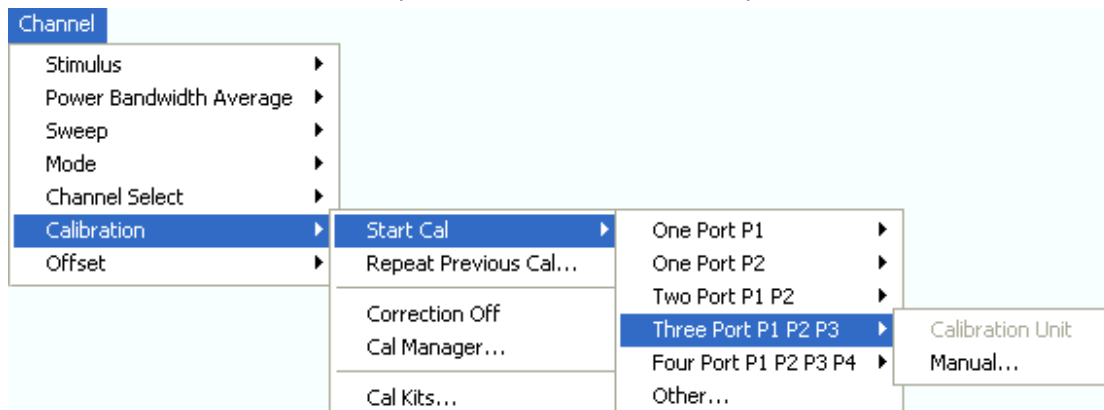 Channel
Stimulus
Power Bandwidth Average
Sweep
Mode
Channel Select
Calibration
Offset
Start Cal
Repeat Previous Cal...
Correction Off
Cal Manager...
Cal Kits...
One Port P1
One Port P2
Two Port P1 P2
Three Port P1 P2 P3
Four Port P1 P2 P3 P4
Other...
Calibration Unit
Manual...